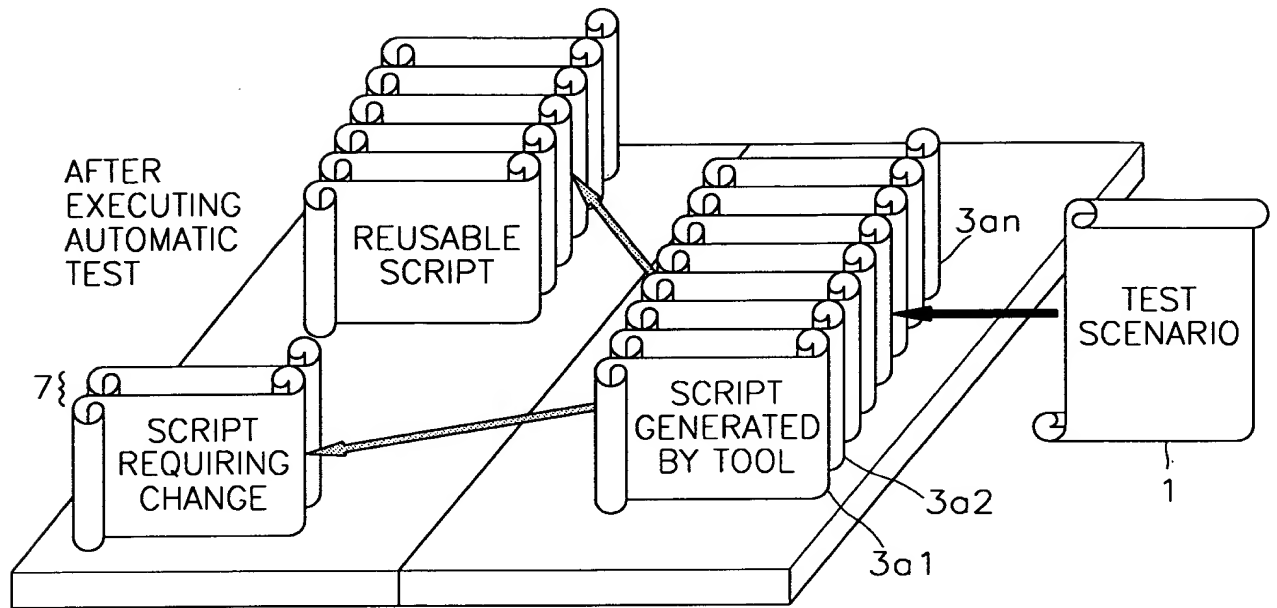 AFTER
EXECUTING
AUTOMATIC
TEST
REUSABLE
SCRIPT
3an
TEST
SCENARIO
7
SCRIPT
REQUIRING
CHANGE
SCRIPT
GENERATED
BY TOOL
3a2
3a1
1